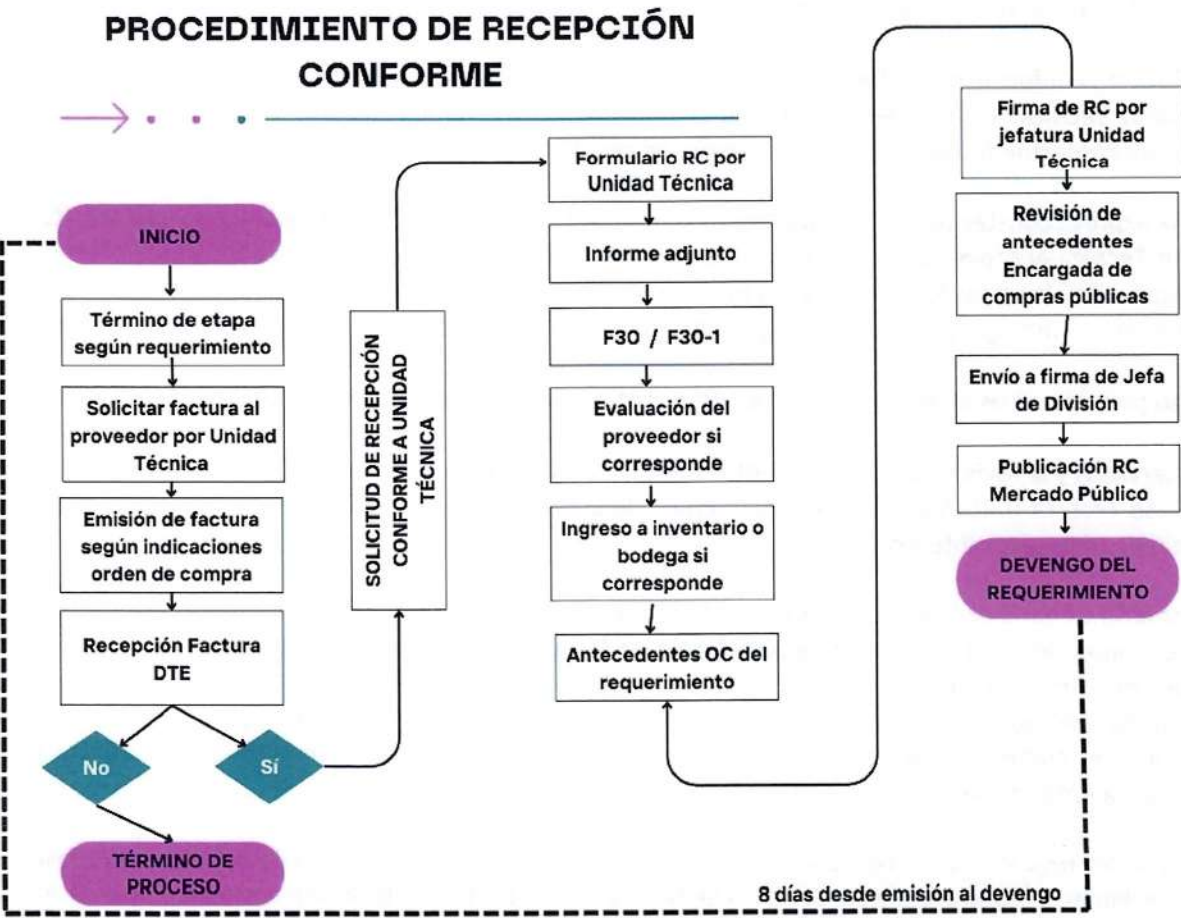 PROCEDIMIENTO DE RECEPCIÓN
CONFORME
INICIO
Término de etapa
según requerimiento
Solicitar factura al
proveedor por Unidad
Técnica
Emisión de factura
según indicaciones
orden de compra
Recepción Factura
DTE
No
Sí
TÉRMINO DE
PROCESO
SOLICITUD DE RECEPCIÓN
CONFORME A UNIDAD
TÉCNICA
Formulario RC por
Unidad Técnica
Informe adjunto
F30 / F30-1
Evaluación del
proveedor si
corresponde
Ingreso a inventario o
bodega si
corresponde
Antecedentes OC del
requerimiento
Firma de RC por
jefatura Unidad
Técnica
Revisión de
antecedentes
Encargada de
compras públicas
Envío a firma de Jefa
de División
Publicación RC
Mercado Público
DEVENGO DEL
REQUERIMIENTO
8 días desde emisión al devengo